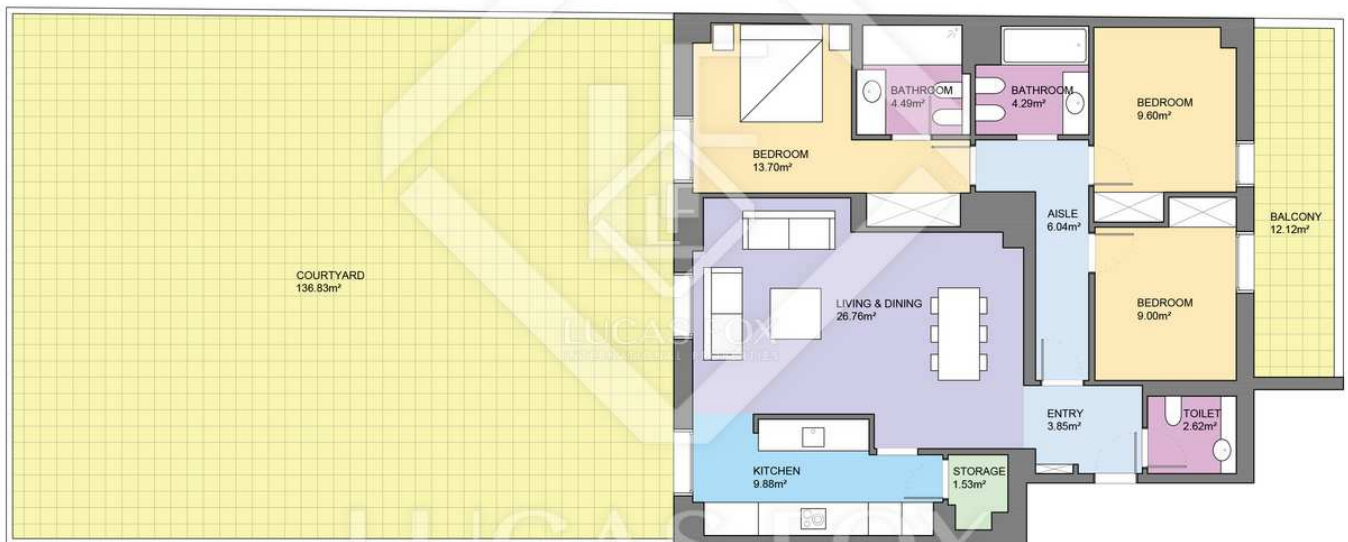 COURTYARD
136.83m²
BEDROOM
13.70m²
BATHROOM
4.49m²
BATHROOM
4.29m²
BEDROOM
9.60m²
AISLE
6.04m²
BALCONY
12.12m²
LIVING & DINING
26.76m²
BEDROOM
9.00m²
LUCAS FOX
INTERNATIONAL PROPERTIES
ENTRY
3.85m²
TOILET
2.62m²
KITCHEN
9.88m²
STORAGE
1.53m²
LUCAS FOX